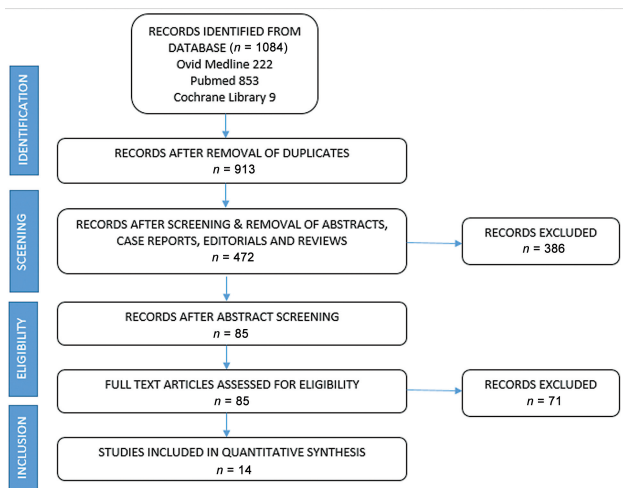 RECORDS IDENTIFIED FROM
DATABASE (n = 1084)
Ovid Medline 222
Pubmed 853
Cochrane Library 9
IDENTIFICATION
RECORDS AFTER REMOVAL OF DUPLICATES
n = 913
SCEENING
RECORDS AFTER SCREENING & REMOVAL OF ABSTRACTS,
CASE REPORTS, EDITORIALS AND REVIEWS
n = 472
RECORDS EXCLUDED
n = 386
ELIGIBILITY
RECORDS AFTER ABSTRACT SCREENING
n = 85
FULL TEXT ARTICLES ASSESSED FOR ELIGIBILITY
n = 85
RECORDS EXCLUDED
n = 71
INCLUSION
STUDIES INCLUDED IN QUANTITATIVE SYNTHESIS
n = 14